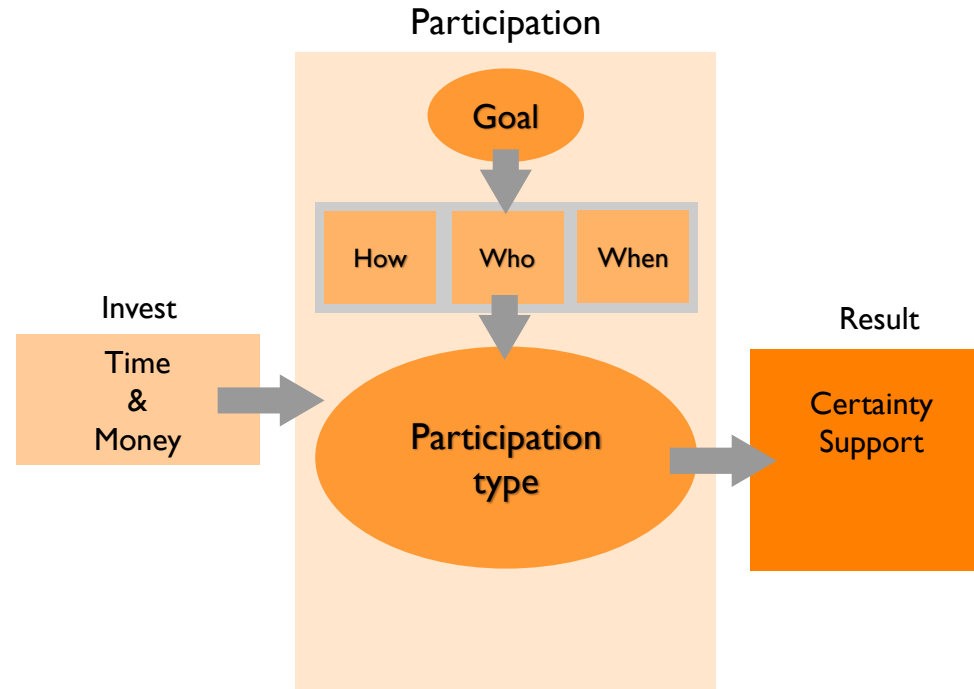 Participation
Goal
How
Who
When
Invest
Time
&
Money
Participation
type
Result
Certainty
Support